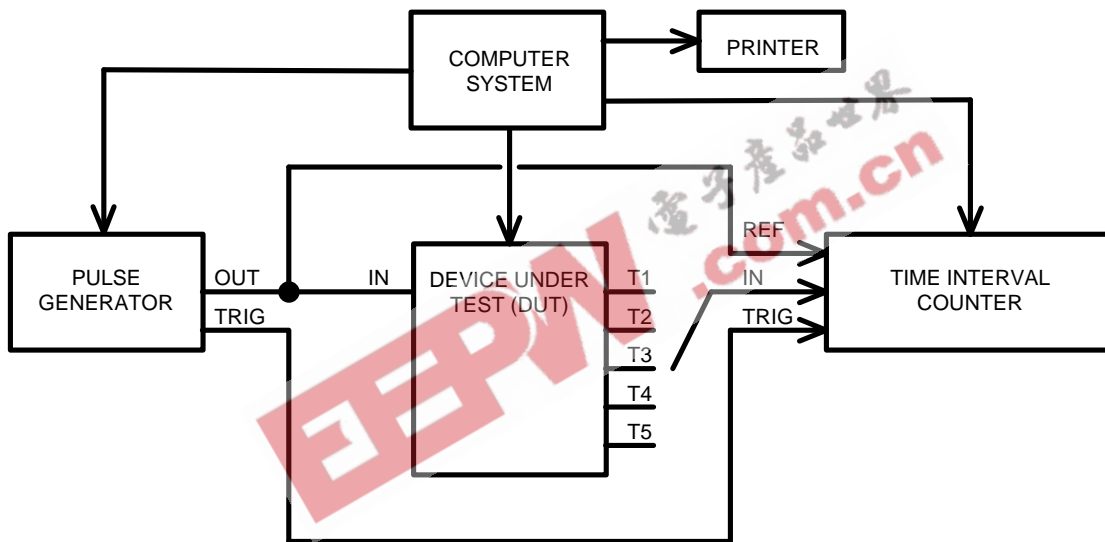 COMPUTER
SYSTEM
PRINTER
PULSE
GENERATOR
OUT
TRIG
IN
DEVICE UNDER
TEST (DUT)
T1
T2
T3
T4
T5
REF
IN
TRIG
TIME INTERVAL
COUNTER
電子產品世界
EEPW
.com.cn